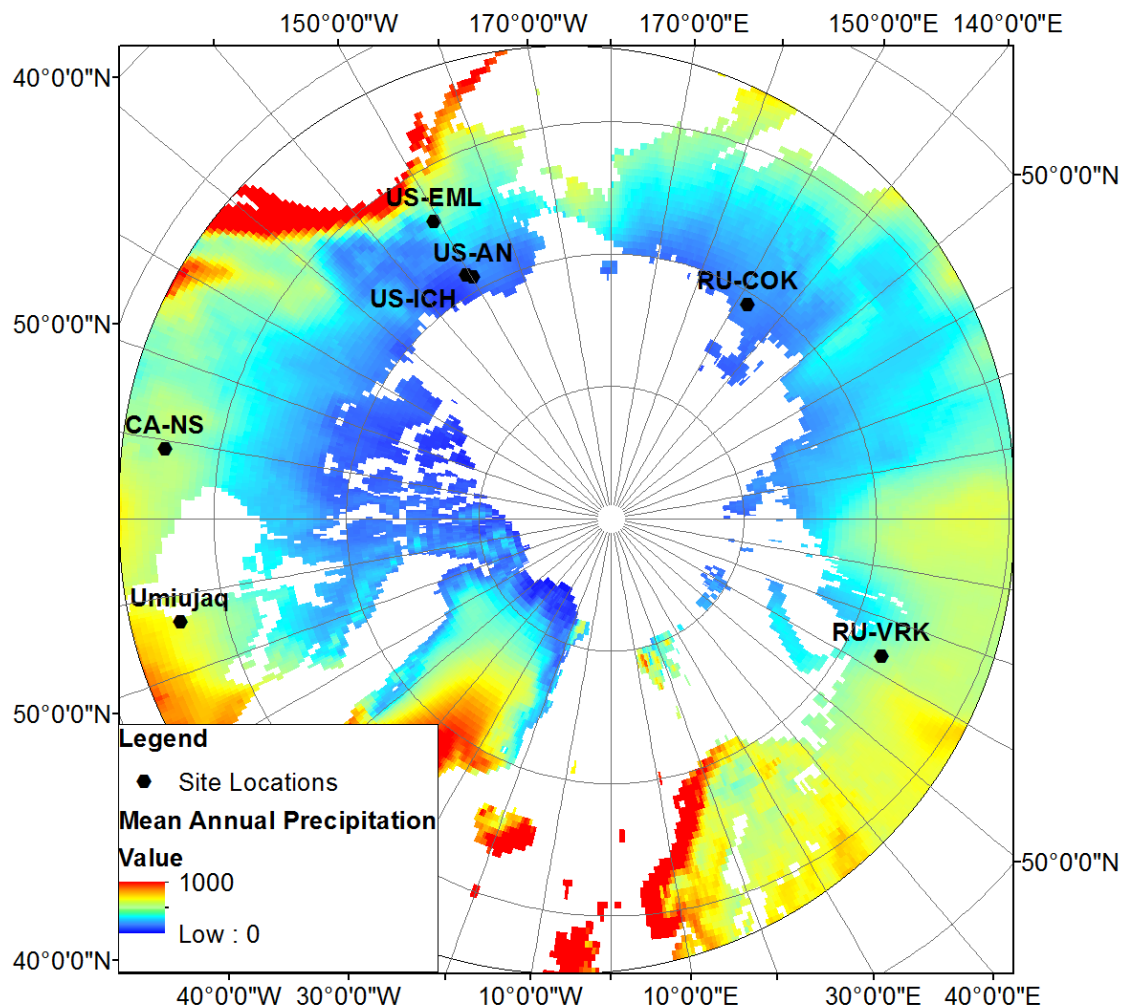 150°0'0"W 170°0'0"W 170°0'0"E 150°0'0"E 140°0'0"E
40°0'0"N
50°0'0"N
US-EML
US-AN
RU-COK
US-ICH
50°0'0"N
CA-NS
Umiujaq
RU-VRK
50°0'0"N
Legend
Site Locations
Mean Annual Precipitation
Value
1000
Low : 0
50°0'0"N
40°0'0"N
40°0'0"W 30°0'0"W 10°0'0"W 10°0'0"E 30°0'0"E 40°0'0"E